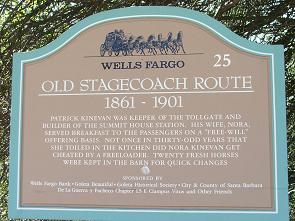 WELLS FARGO
25
OLD STAGECOACH ROUTE
1861 - 1901
PATRICK KINEVAN WAS KEEPER OF THE TOLLGATE AND
BUILDER OF THE SUMMIT HOUSE STATION. HIS WIFE, NORA,
SERVED BREAKFAST TO THE PASSENGERS ON A "FREE-WILL"
OFFERING BASIS. NOT ONCE IN THIRTY-ODD YEARS THAT
SHE TOILED IN THE KITCHEN DID NORA KINEVAN GET
CHEATED BY A FREELOADER. TWENTY FRESH HORSES
WERE KEPT IN THE BARN FOR QUICK CHANGES
SPONSORED BY
Wells Fargo Bank • Goleta Beautiful • Goleta Historical Society • City & County of Santa Barbara
De La Guerra y Pacheco Chapter 1.5 E Clampus Vitus and Other Friends